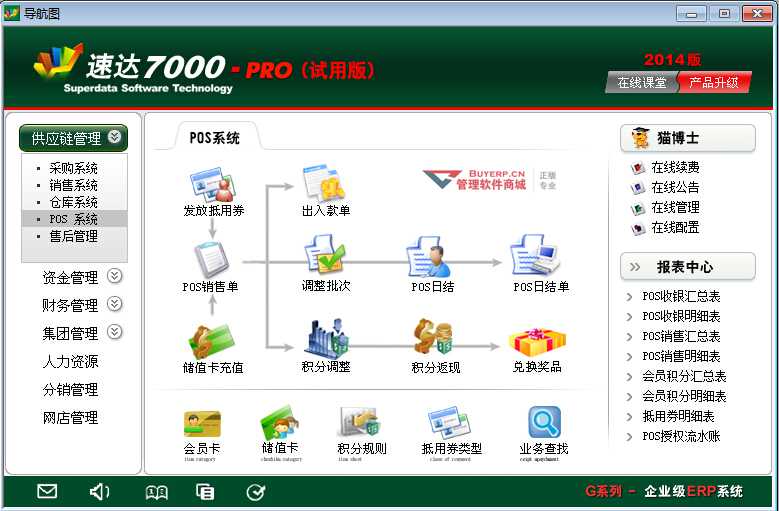 导航图
速达7000-PRO（试用版）
Superdata Software Technology
2014版
在线课堂
产品升级
供应链管理
采购系统
销售系统
仓库系统
POS 系统
售后管理
资金管理
财务管理
集团管理
人力资源
分销管理
网店管理
POS系统
BUYERP.CN
管理软件商城
正版
专业
发放抵用券
出入款单
POS销售单
调整批次
POS日结
POS日结单
储值卡充值
积分调整
积分返现
兑换奖品
会员卡
储值卡
积分规则
抵用券类型
业务查找
猫博士
在线续费
在线公告
在线管理
在线配置
报表中心
POS收银汇总表
POS收银明细表
POS销售汇总表
POS销售明细表
会员积分汇总表
会员积分明细表
抵用券明细表
POS授权流水账
G系列 - 企业级ERP系统